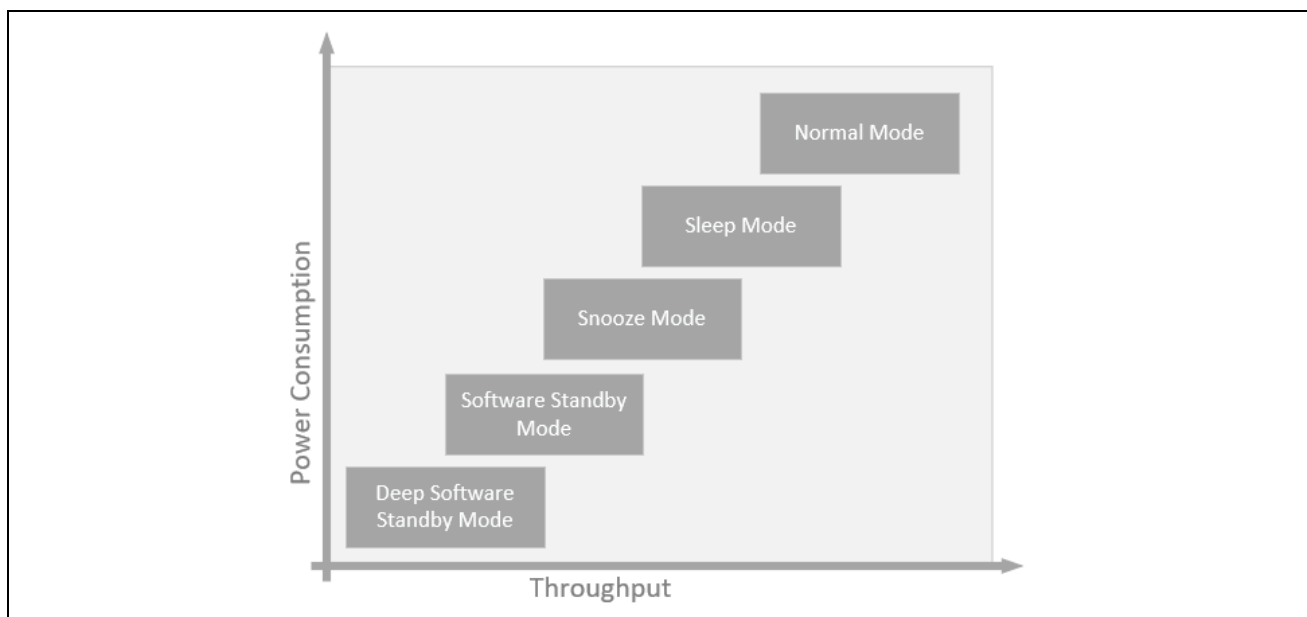 Power Consumption
Normal Mode
Sleep Mode
Snooze Mode
Software Standby
Mode
Deep Software
Standby Mode
Throughput